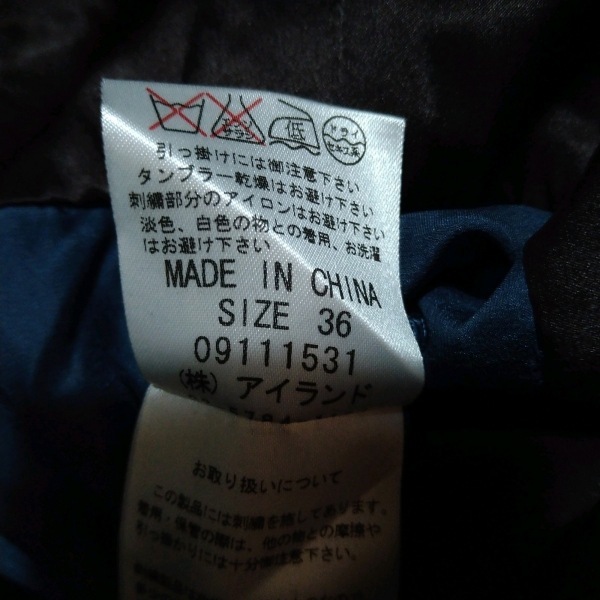 エンソ
サラシ
低
ドライ
セキユ系
引っ掛けには御注意下さい
タンブラー乾燥はお避け下さい
刺繍部分のアイロンはお避け下さい
淡色、白色の物との着用、お洗濯
はお避け下さい
MADE IN CHINA
SIZE 36
09111531
(株) アイランド
お取り扱いについて
この製品には刺繍を施してあります。
着用・保管の際は、他の物との摩擦や
引っ掛かりには十分御注意下さい。